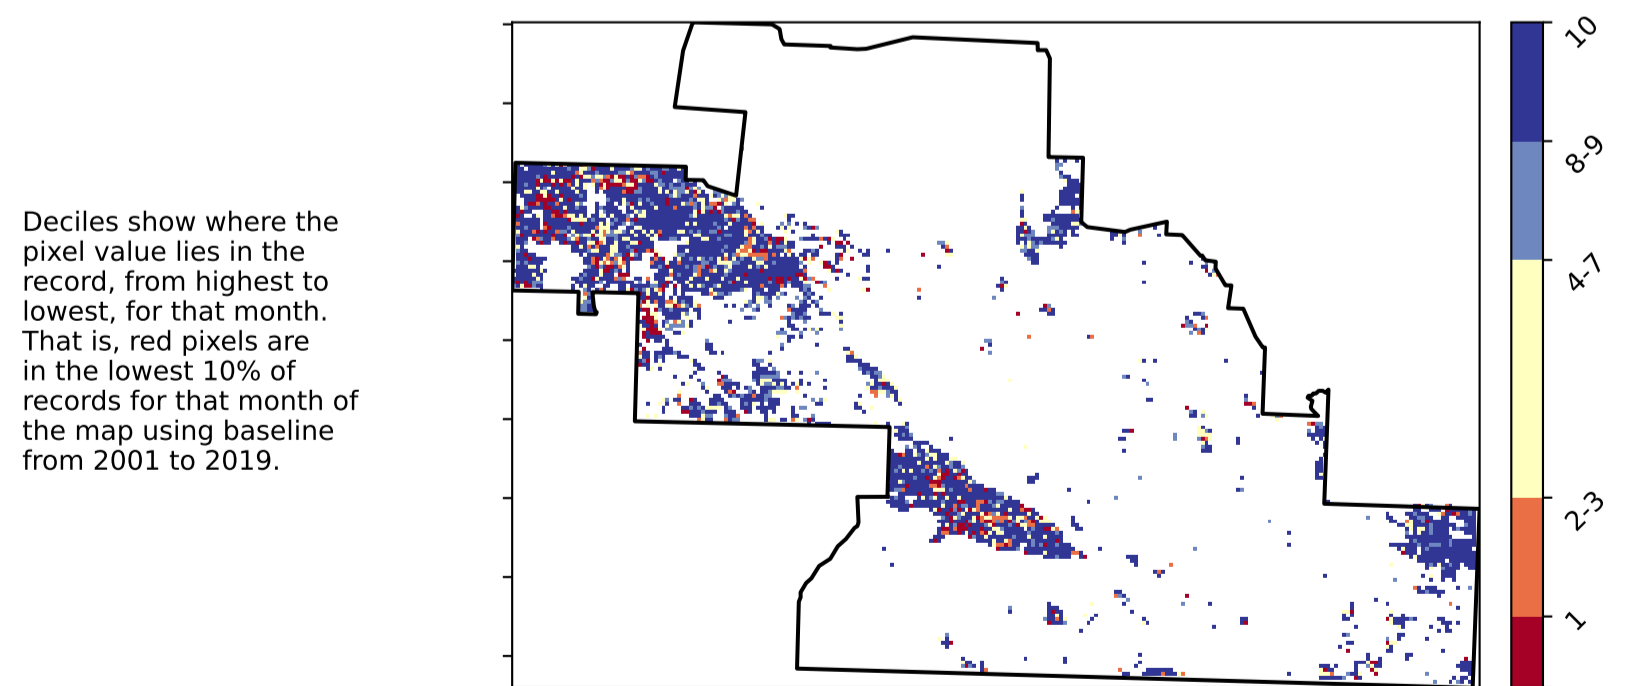 Deciles show where the
pixel value lies in the
record, from highest to
lowest, for that month.
That is, red pixels are
in the lowest 10% of
records for that month of
the map using baseline
from 2001 to 2019.
10
8-9
4-7
2-3
1